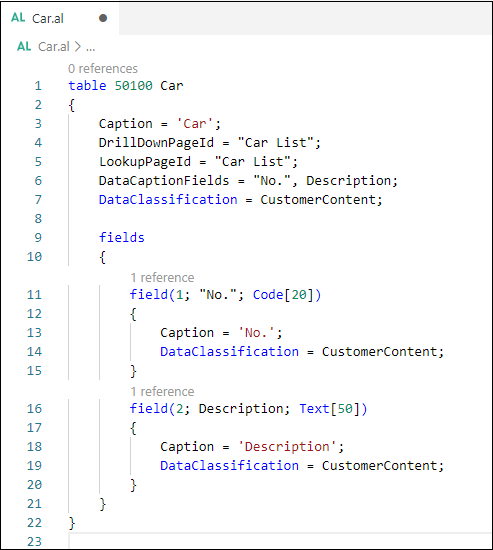 AL Car.al ●
AL Car.al > ...
0 references
1 table 50100 Car
2 {
3     Caption = 'Car';
4     DrillDownPageId = "Car List";
5     LookupPageId = "Car List";
6     DataCaptionFields = "No.", Description;
7     DataClassification = CustomerContent;
8
9     fields
10     {
1 reference
11         field(1; "No."; Code[20])
12         {
13             Caption = 'No.';
14             DataClassification = CustomerContent;
15         }
1 reference
16         field(2; Description; Text[50])
17         {
18             Caption = 'Description';
19             DataClassification = CustomerContent;
20         }
21     }
22 }
23